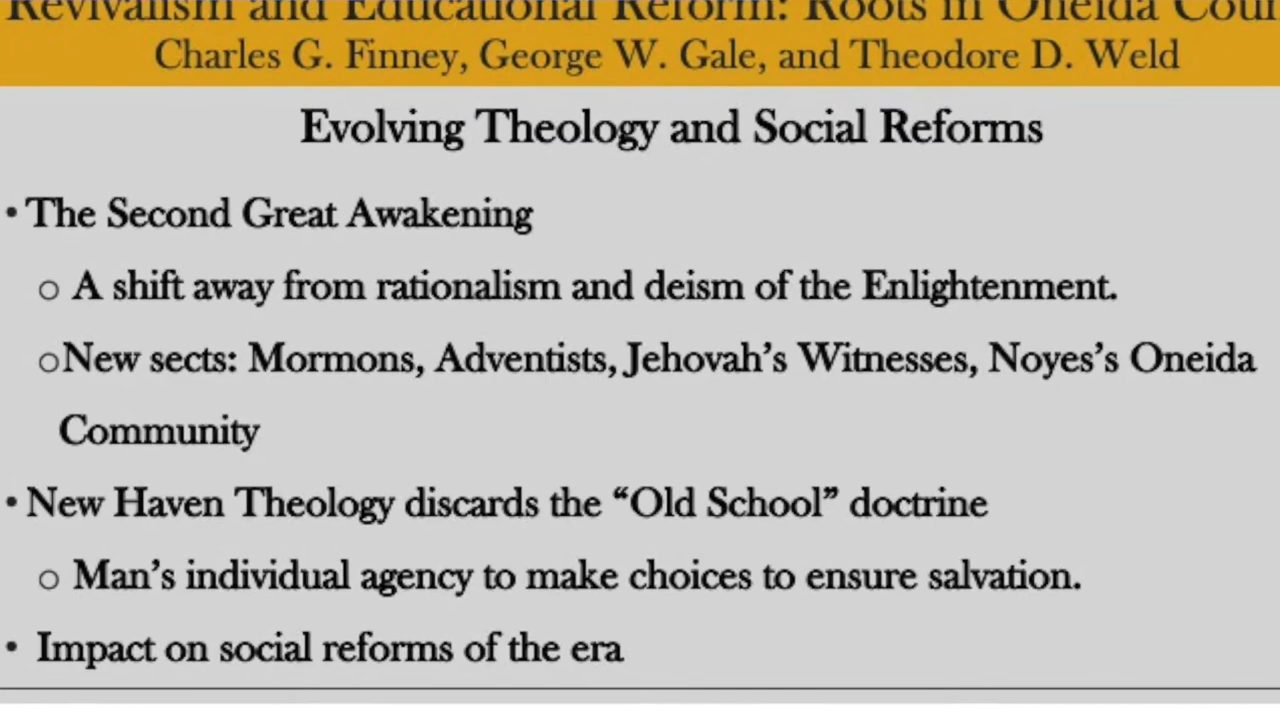 Revivalism and Educational Reform: Roots in Oneida Coun
Charles G. Finney, George W. Gale, and Theodore D. Weld
Evolving Theology and Social Reforms
• The Second Great Awakening
o A shift away from rationalism and deism of the Enlightenment.
oNew sects: Mormons, Adventists, Jehovah’s Witnesses, Noyes’s Oneida
Community
• New Haven Theology discards the “Old School” doctrine
o Man’s individual agency to make choices to ensure salvation.
• Impact on social reforms of the era